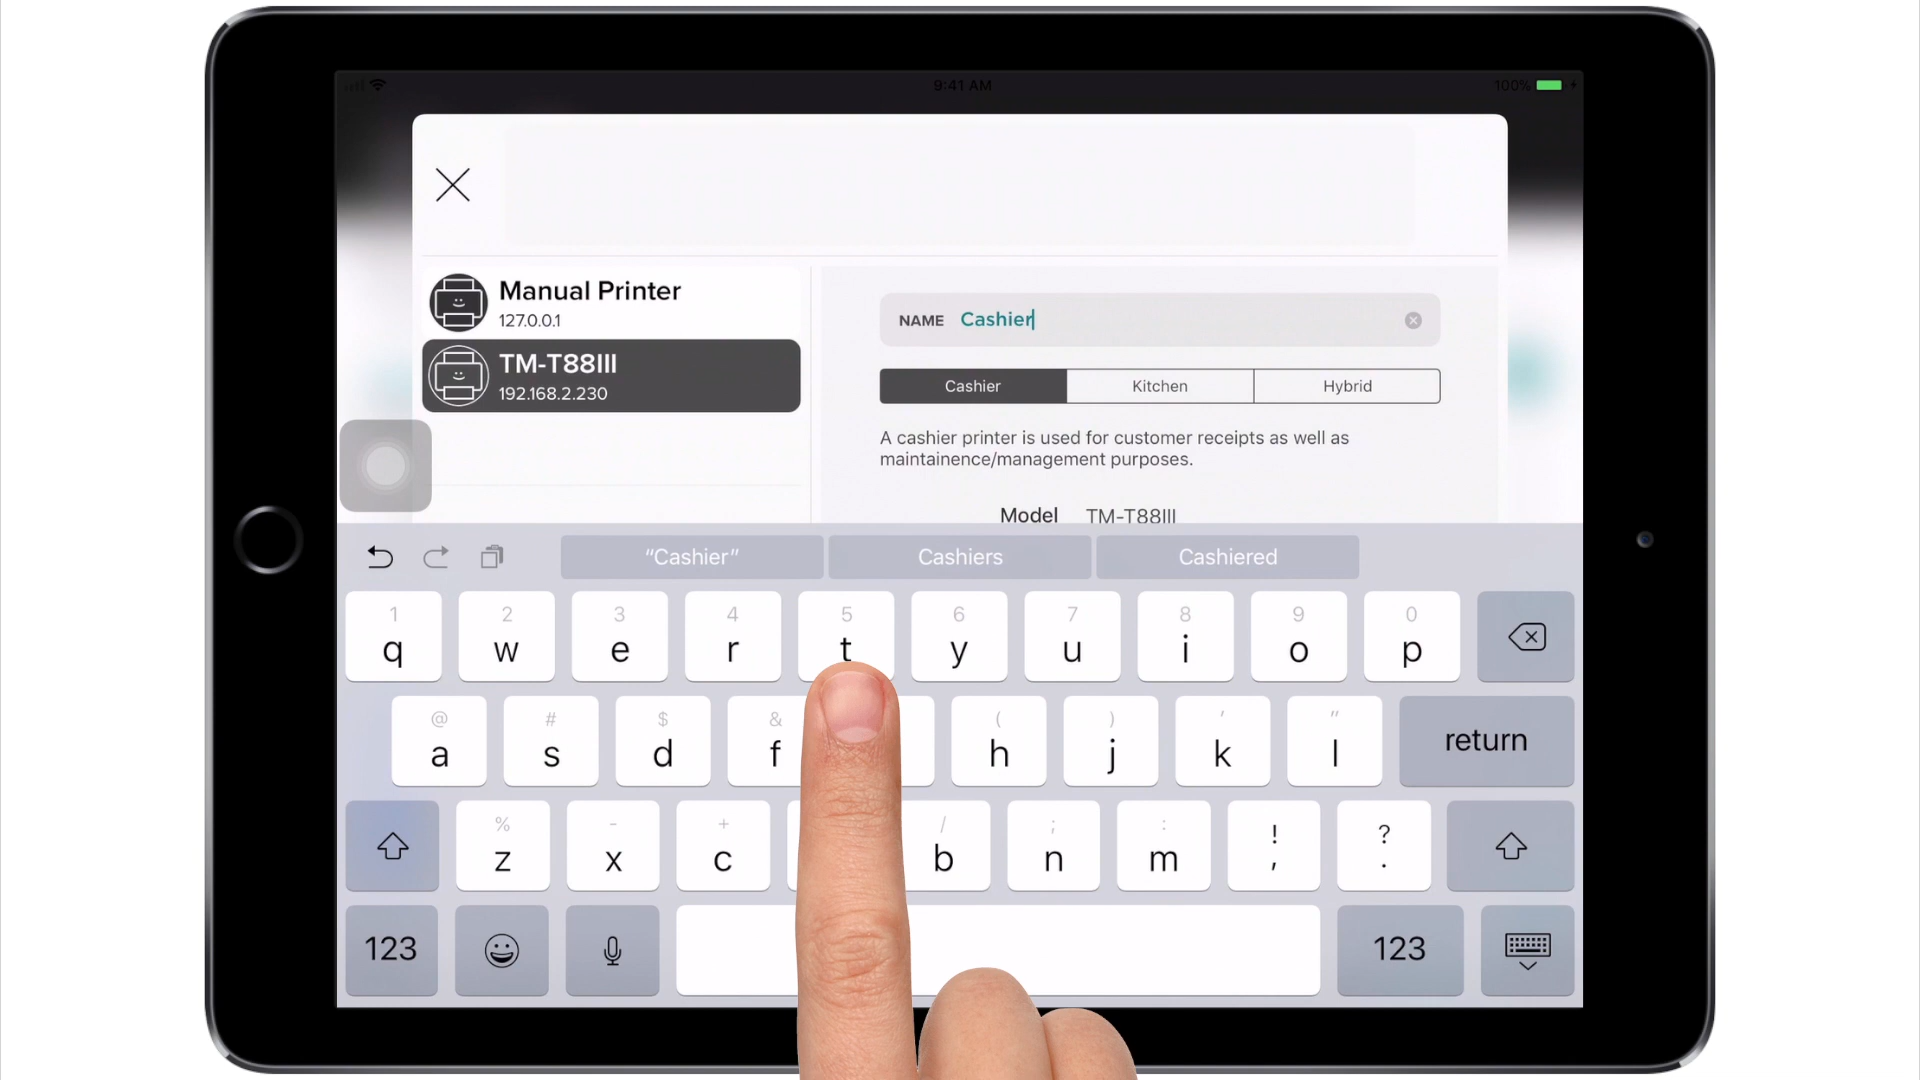 9:41 AM
100%
Manual Printer
127.0.0.1
TM-T88III
192.168.2.230
NAME Cashier
Cashier Kitchen Hybrid
A cashier printer is used for customer receipts as well as
maintainence/management purposes.
Model TM-T88III
“Cashier” Cashiers Cashiered
1 2 3 4 5 6 7 8 9 0
q w e r t y u i o p
@ # $ & ( ) ' "
a s d f h j k l return
% - + / ; : ! ?
z x c b n m , .
123 123